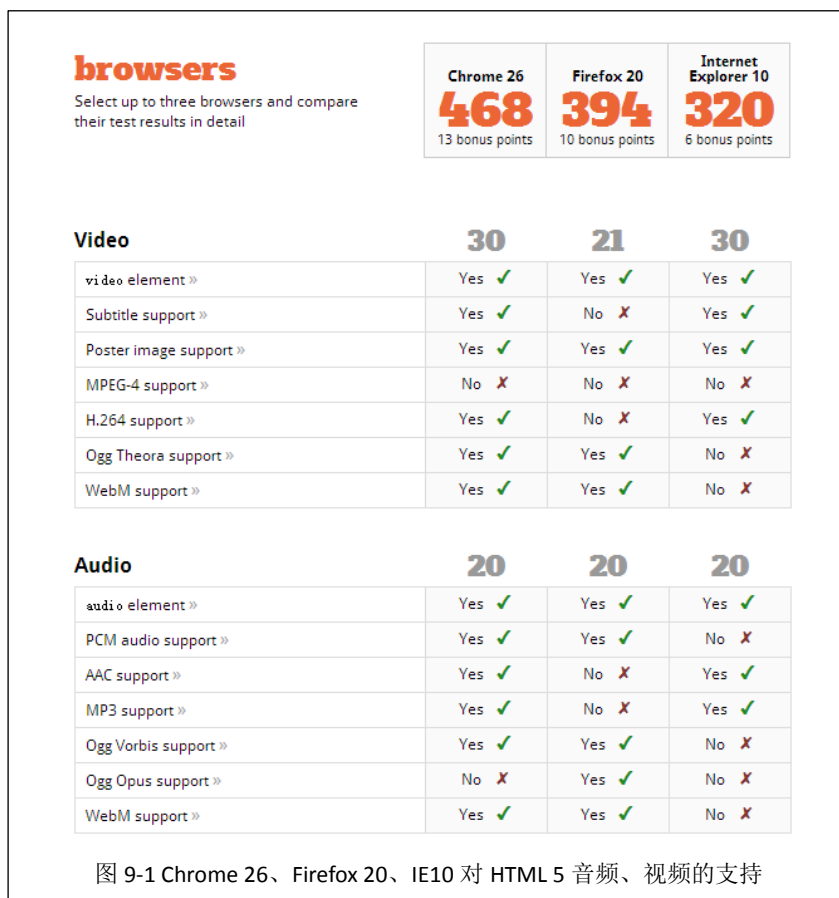 browsers
Select up to three browsers and compare
their test results in detail
Chrome 26
468
13 bonus points
Firefox 20
394
10 bonus points
Internet
Explorer 10
320
6 bonus points
Video 30 21 30
video element » Yes ✔ Yes ✔ Yes ✔
Subtitle support » Yes ✔ No ✘ Yes ✔
Poster image support » Yes ✔ Yes ✔ Yes ✔
MPEG-4 support » No ✘ No ✘ No ✘
H.264 support » Yes ✔ No ✘ Yes ✔
Ogg Theora support » Yes ✔ Yes ✔ No ✘
WebM support » Yes ✔ Yes ✔ No ✘
Audio 20 20 20
audio element » Yes ✔ Yes ✔ Yes ✔
PCM audio support » Yes ✔ Yes ✔ No ✘
AAC support » Yes ✔ No ✘ Yes ✔
MP3 support » Yes ✔ No ✘ Yes ✔
Ogg Vorbis support » Yes ✔ Yes ✔ No ✘
Ogg Opus support » No ✘ Yes ✔ No ✘
WebM support » Yes ✔ Yes ✔ No ✘
图 9-1 Chrome 26、Firefox 20、IE10 对 HTML 5 音频、视频的支持